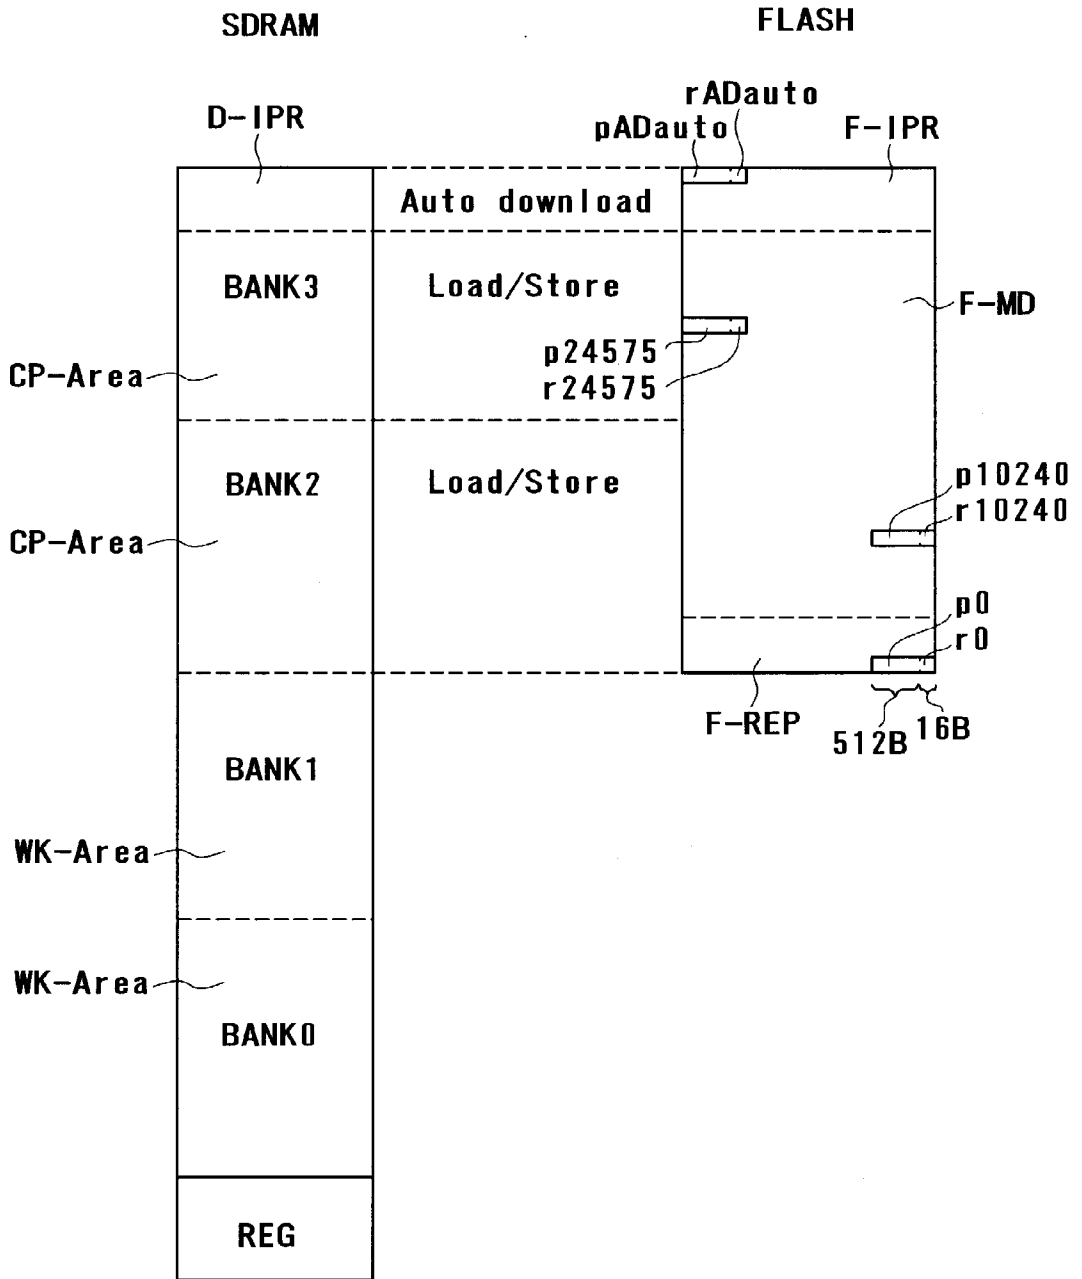 SDRAM
FLASH
D-IPR
rADauto
pADauto
F-IPR
Auto download
BANK3
Load/Store
F-MD
p24575
r24575
CP-Area
BANK2
Load/Store
p10240
r10240
CP-Area
p0
r0
F-REP
512B
16B
BANK1
WK-Area
WK-Area
BANK0
REG